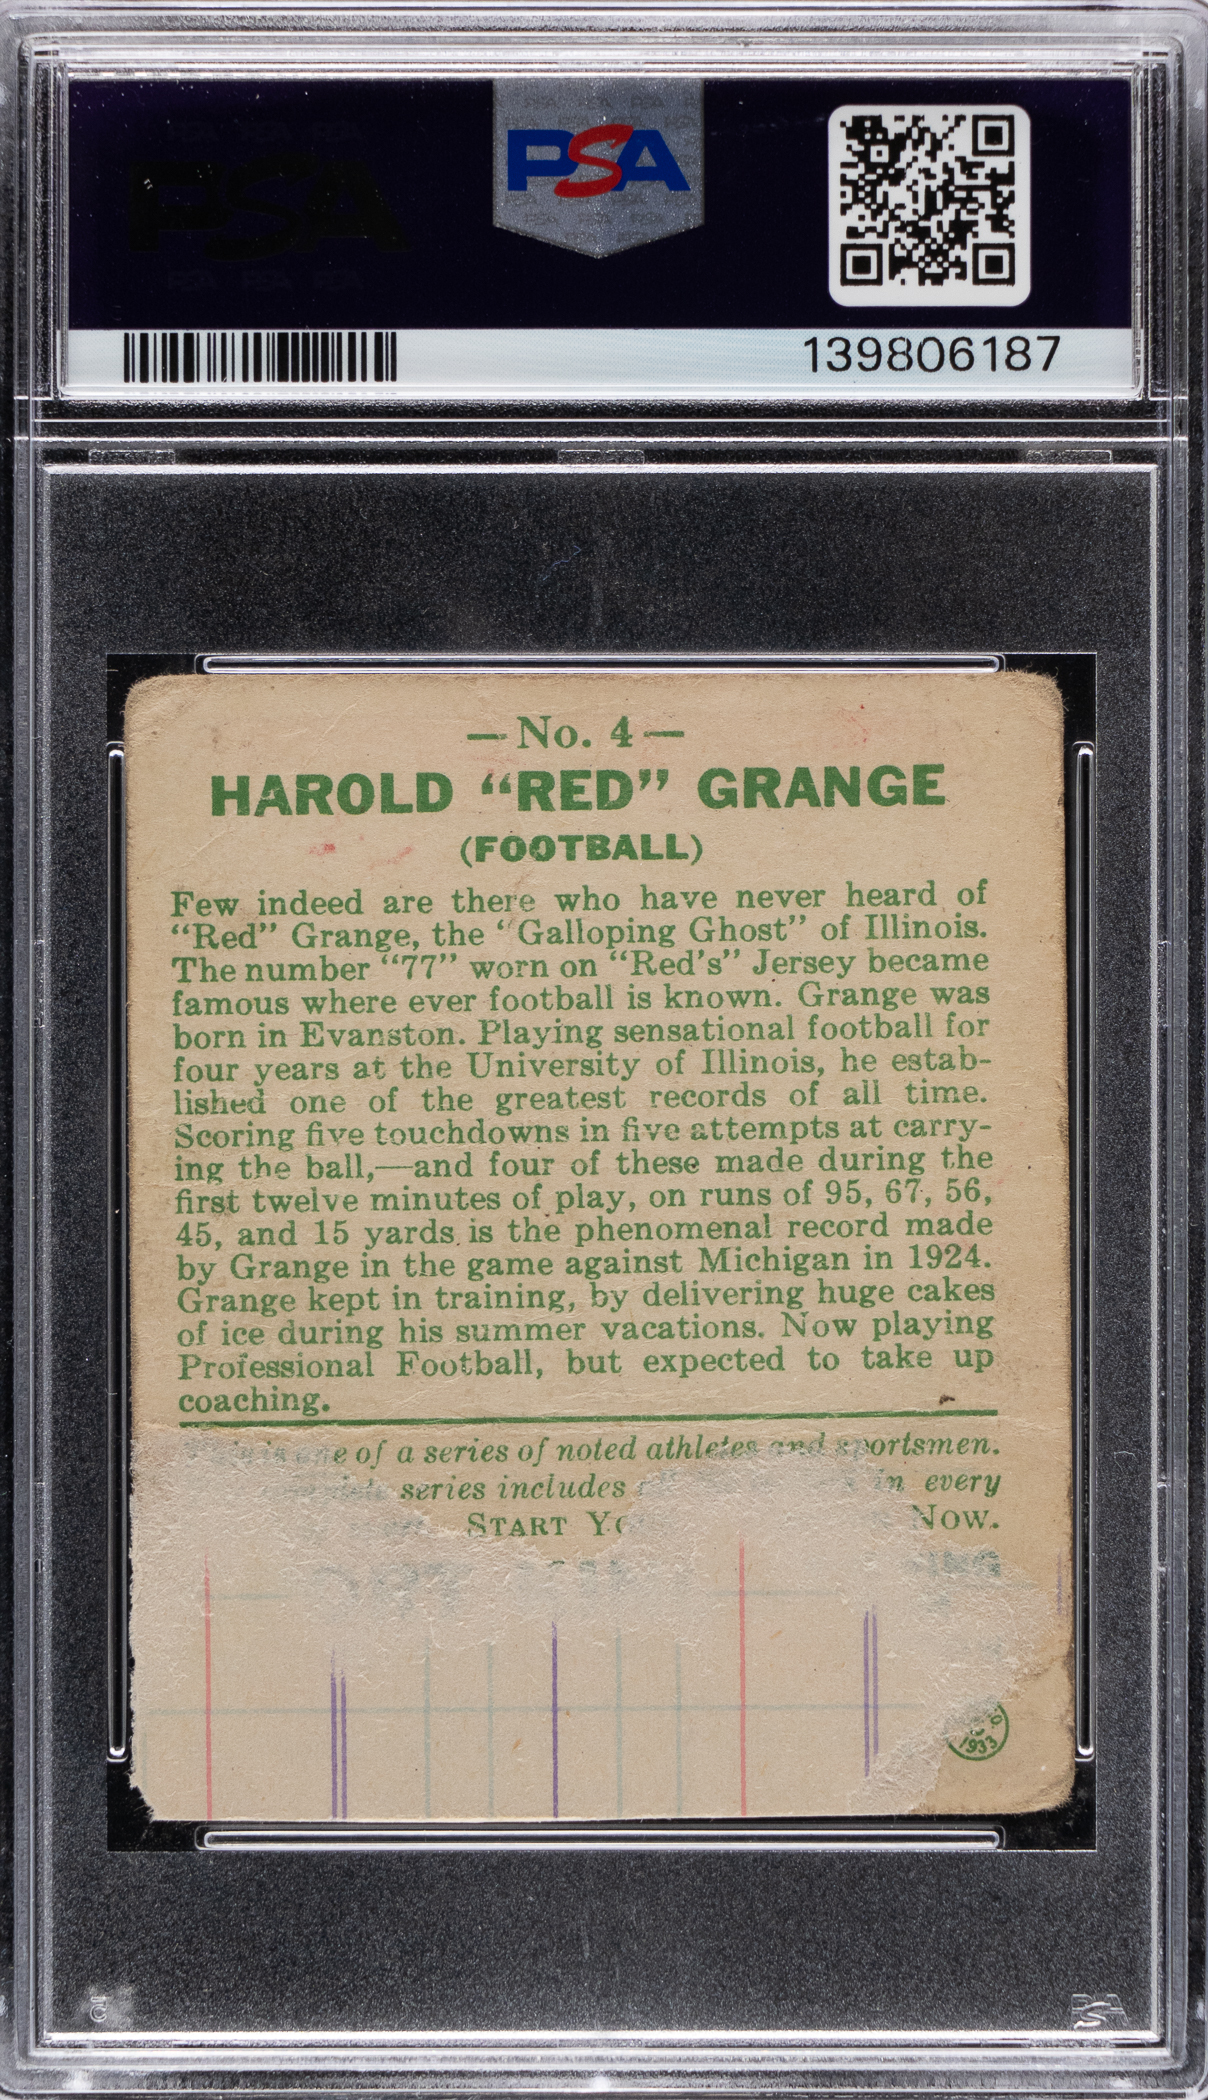 PSA
139806187
— No. 4 —
HAROLD “RED” GRANGE
(FOOTBALL)
Few indeed are there who have never heard of
“Red” Grange, the “Galloping Ghost” of Illinois.
The number “77” worn on “Red's” Jersey became
famous where ever football is known. Grange was
born in Evanston. Playing sensational football for
four years at the University of Illinois, he estab-
lished one of the greatest records of all time.
Scoring five touchdowns in five attempts at carry-
ing the ball,—and four of these made during the
first twelve minutes of play, on runs of 95, 67, 56,
45, and 15 yards is the phenomenal record made
by Grange in the game against Michigan in 1924.
Grange kept in training, by delivering huge cakes
of ice during his summer vacations. Now playing
Professional Football, but expected to take up
coaching.
one of a series of noted athletes and sportsmen.
series includes in every
START NOW.
1933
PSA